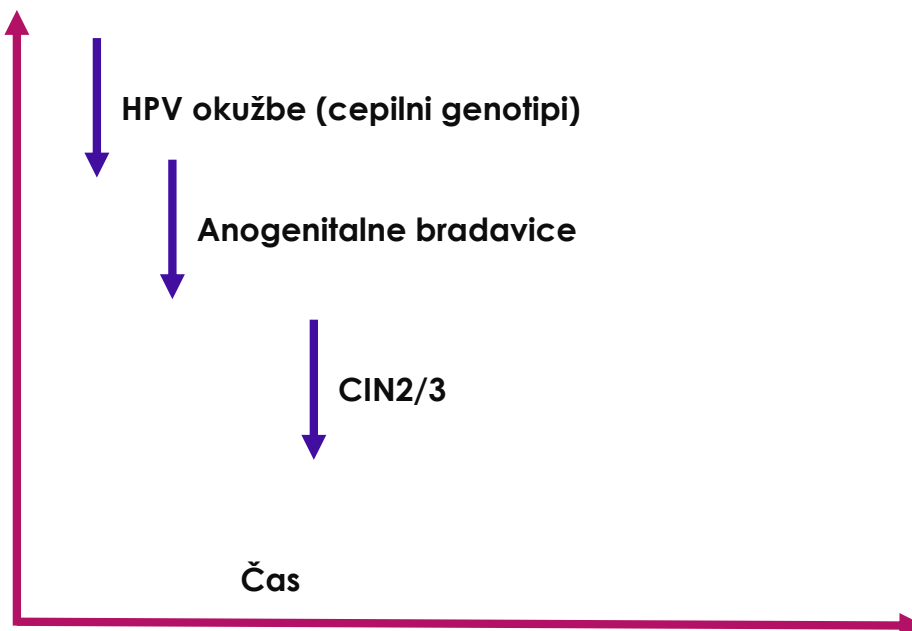 HPV okužbe (cepilni genotipi)
Anogenitalne bradavice
CIN2/3
Čas